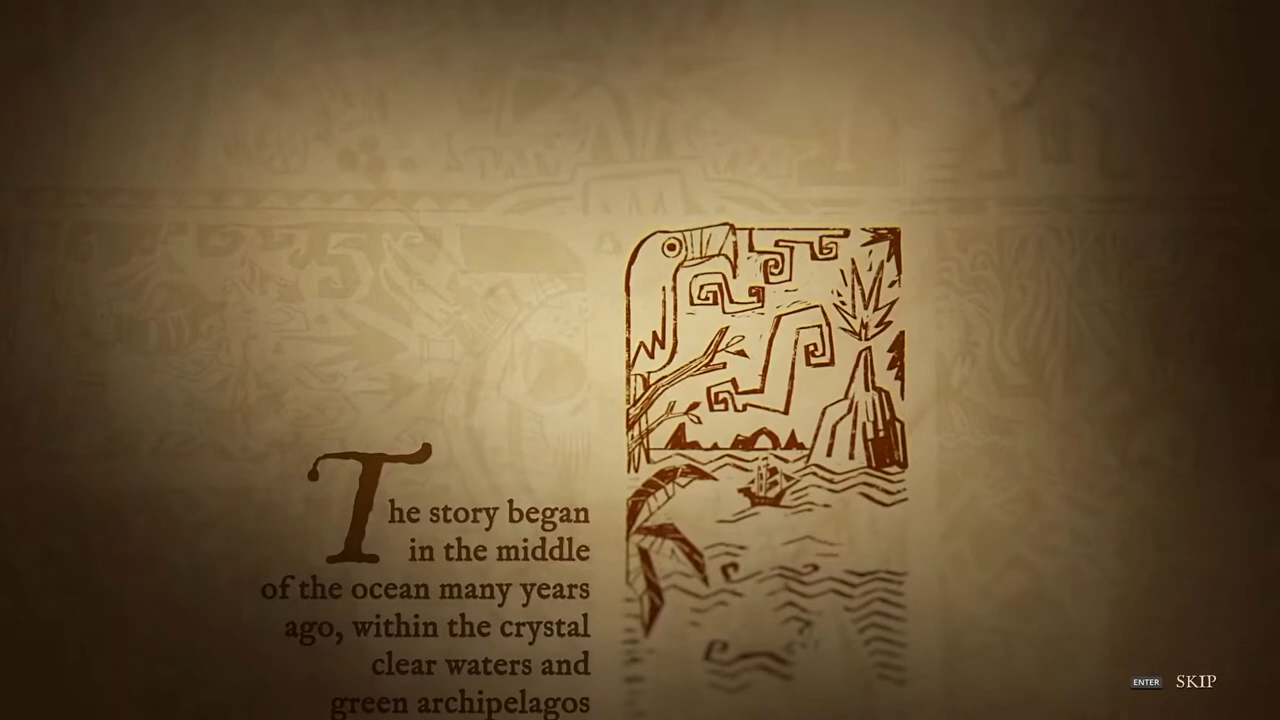 The story began
in the middle
of the ocean many years
ago, within the crystal
clear waters and
green archipelagos
ENTER SKIP